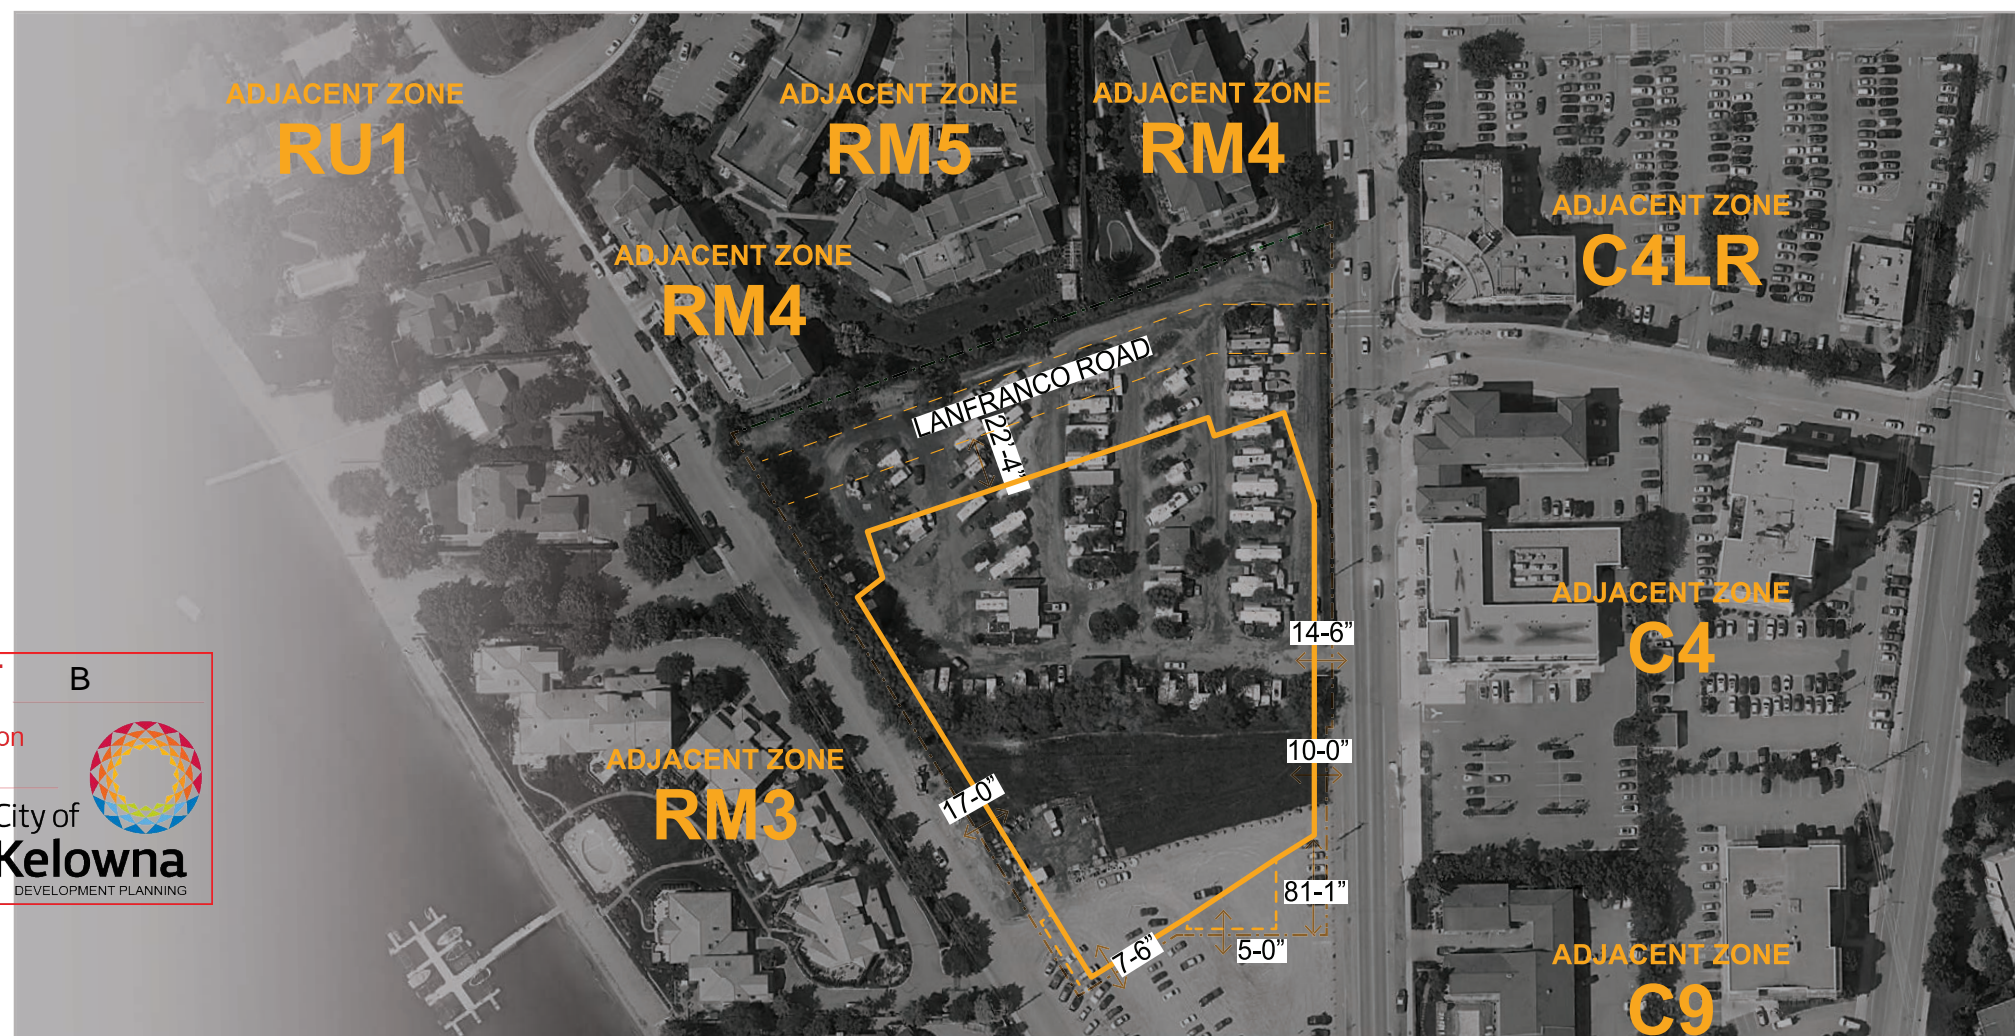 ADJACENT ZONE
RU1
ADJACENT ZONE
RM5
ADJACENT ZONE
RM4
ADJACENT ZONE
C4LR
ADJACENT ZONE
RM4
LANFRANCO ROAD
22'-4"
14-6"
ADJACENT ZONE
C4
B
10-0"
ADJACENT ZONE
RM3
17-0"
City of
Kelowna
DEVELOPMENT PLANNING
81-1"
7-6"
5-0"
ADJACENT ZONE
C9